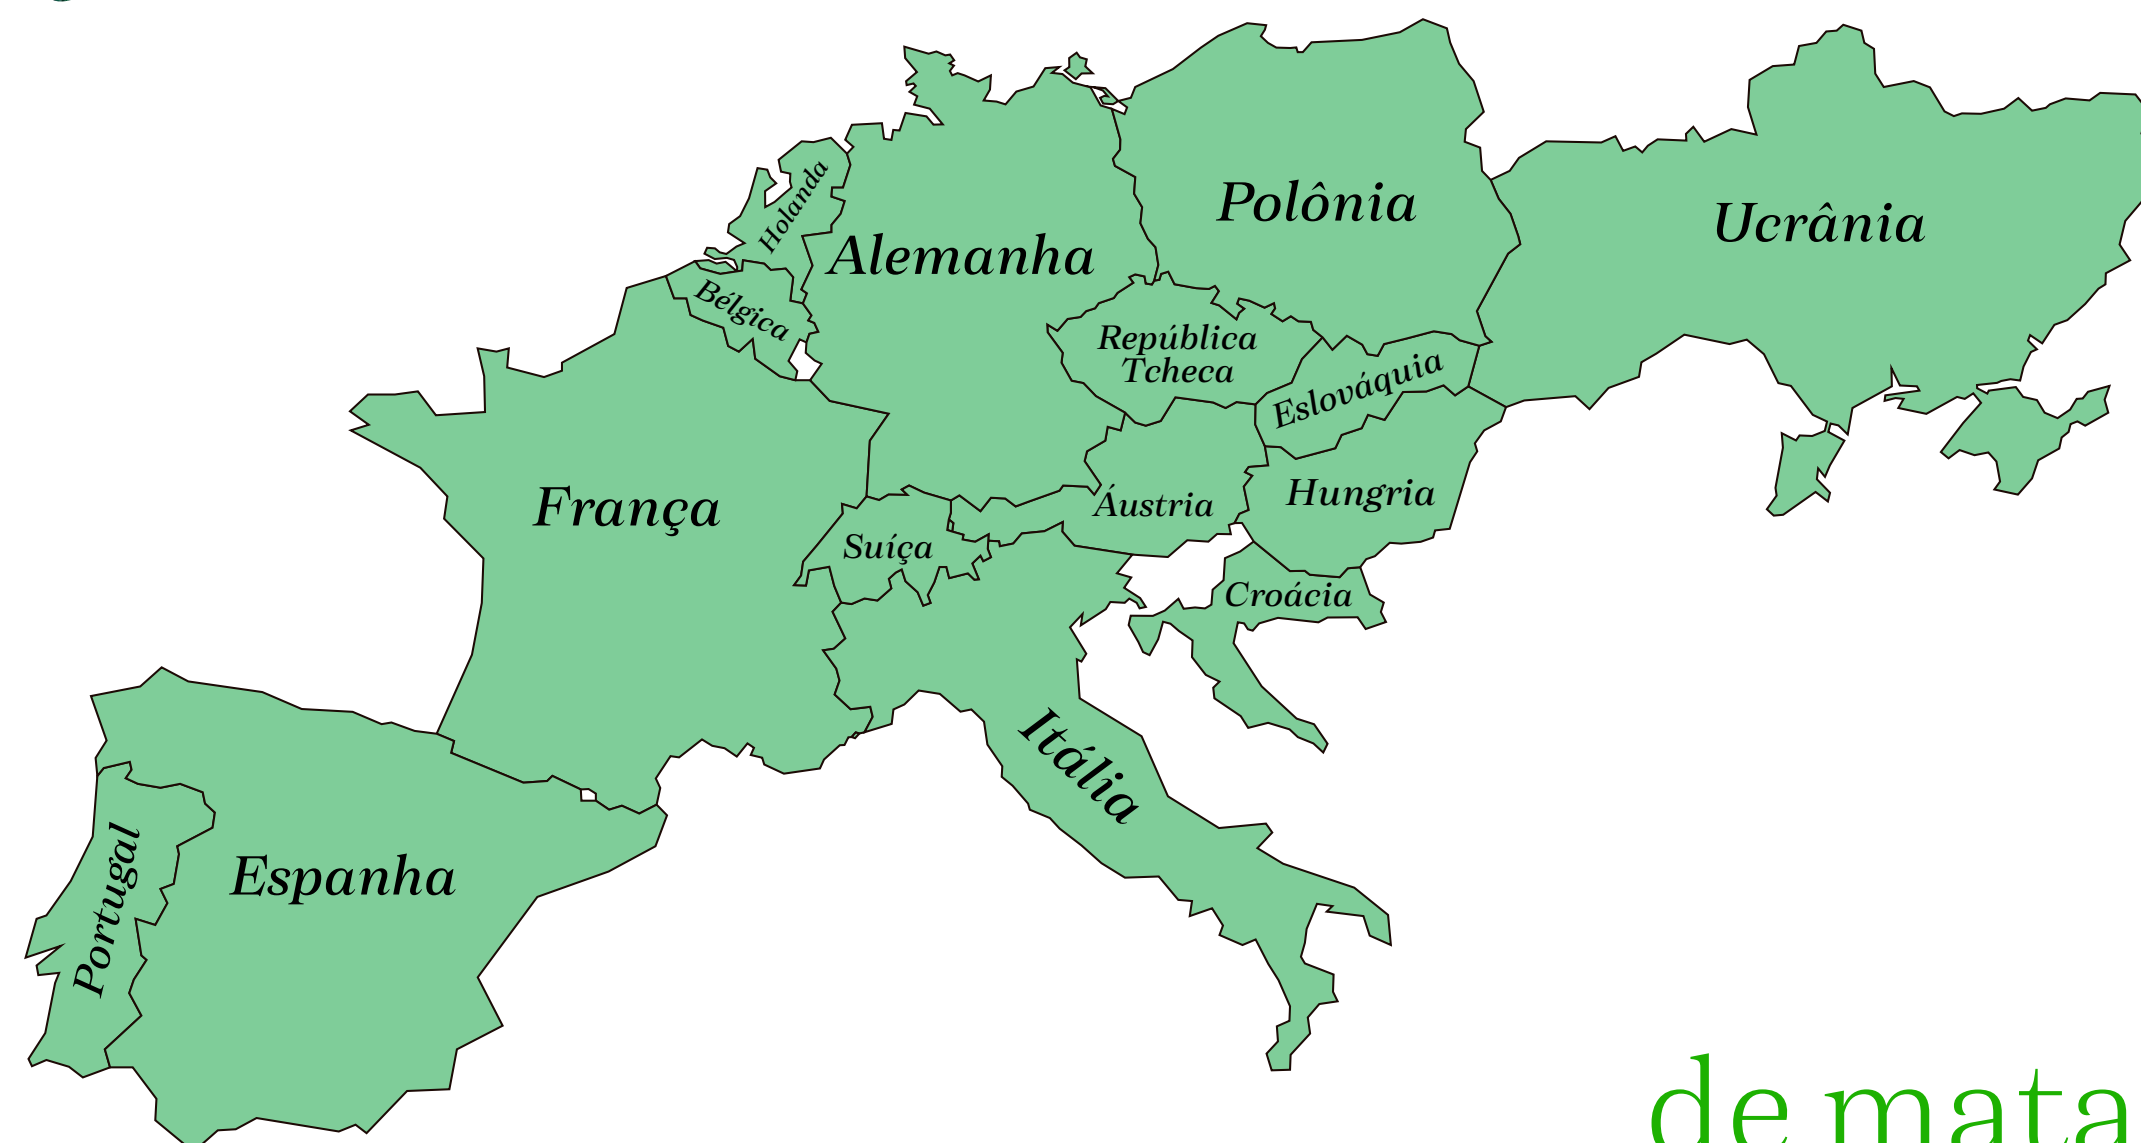 Holanda
Polônia
Ucrânia
Alemanha
Bélgica
República
Tcheca
Eslováquia
França
Áustria
Hungria
Suíça
Croácia
Itália
Portugal
Espanha
de mata